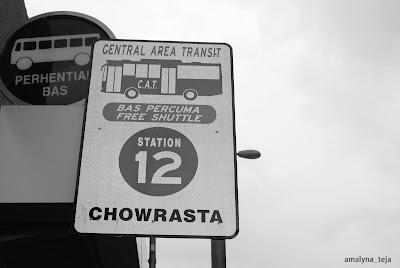 PERHENTIAN
BAS
CENTRAL AREA TRANSIT
C.A.T.
BAS PERCUMA
FREE SHUTTLE
STATION
12
CHOWRASTA
amalyna_teja